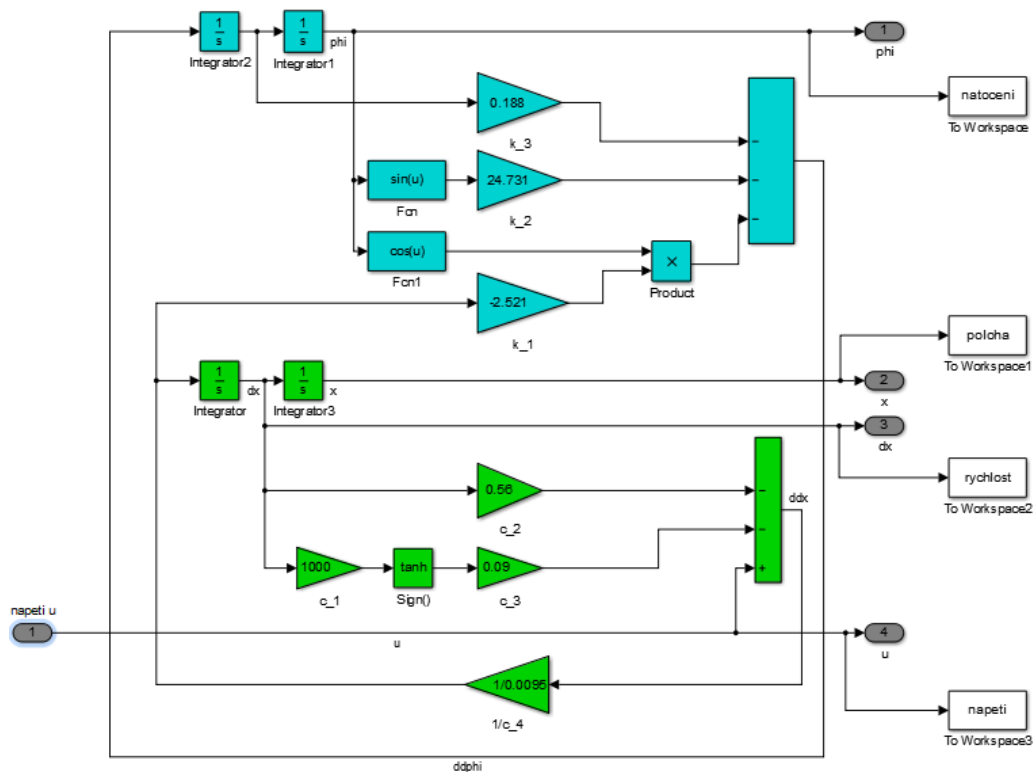 1
s
Integrator2
1
s
Integrator1
phi
1
phi
natoceni
To Workspace
0.188
k_3
sin(u)
Fcn
24.731
k_2
cos(u)
Fcn1
×
Product
-2.521
k_1
−
−
−
poloha
To Workspace1
1
s
Integrator
dx
1
s
Integrator3
x
2
x
3
dx
rychlost
To Workspace2
0.56
c_2
ddx
−
−
+
1000
c_1
tanh
Sign()
0.09
c_3
napeti u
1
u
4
u
1/0.0095
1/c_4
napeti
To Workspace3
ddphi